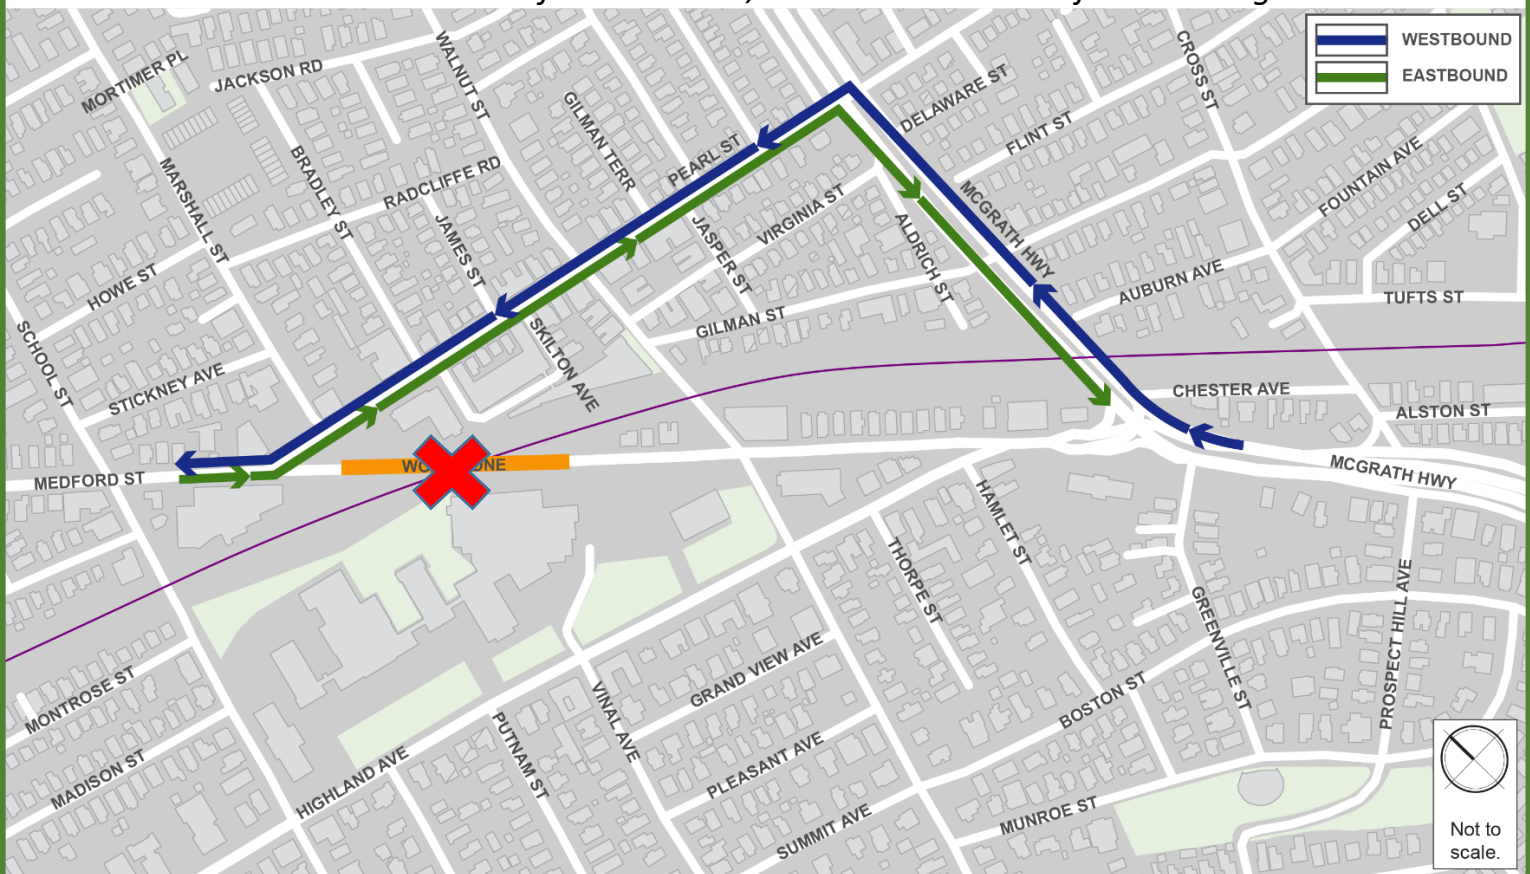 WESTBOUND
EASTBOUND
MORTIMER PL
JACKSON RD
WALNUT ST
GILMAN TERR
PEARL ST
DELAWARE ST
FLINT ST
CROSS ST
FOUNTAIN AVE
DELL ST
MARSHALL ST
BRADLEY ST
RADCLIFFE RD
JAMES ST
JASPER ST
VIRGINIA ST
ALDRICH ST
MCGRATH HWY
AUBURN AVE
TUFTS ST
HOWE ST
SCHOOL ST
STICKNEY AVE
SKILTON AVE
GILMAN ST
CHESTER AVE
ALSTON ST
MEDFORD ST
MCGRATH HWY
HAMLET ST
THORPE ST
GREENVILLE ST
PROSPECT HILL AVE
MONTROSE ST
MADISON ST
HIGHLAND AVE
PUTNAM ST
VINAL AVE
GRAND VIEW AVE
PLEASANT AVE
BOSTON ST
SUMMIT AVE
MUNROE ST
Not to
scale.